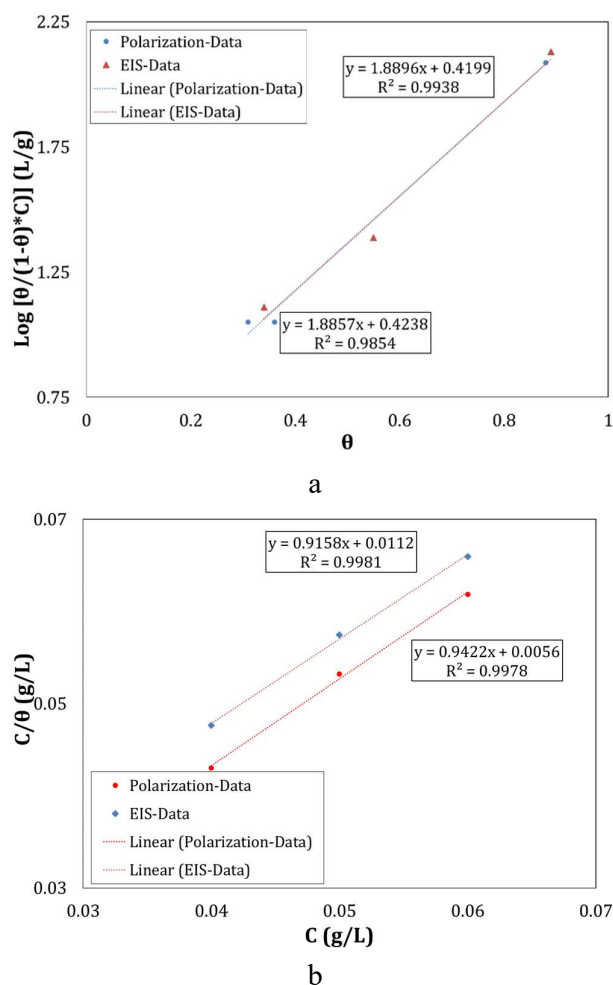 2.25
Polarization-Data
EIS-Data
Linear (Polarization-Data)
Linear (EIS-Data)
y = 1.8896x + 0.4199
R² = 0.9938
1.75
Log [θ/(1-θ)*C)] (L/g)
1.25
y = 1.8857x + 0.4238
R² = 0.9854
0.75
0 0.2 0.4 0.6 0.8 1
θ
a
0.07
y = 0.9158x + 0.0112
R² = 0.9981
y = 0.9422x + 0.0056
R² = 0.9978
0.05
C/θ (g/L)
Polarization-Data
EIS-Data
Linear (Polarization-Data)
Linear (EIS-Data)
0.03
0.03 0.04 0.05 0.06 0.07
C (g/L)
b